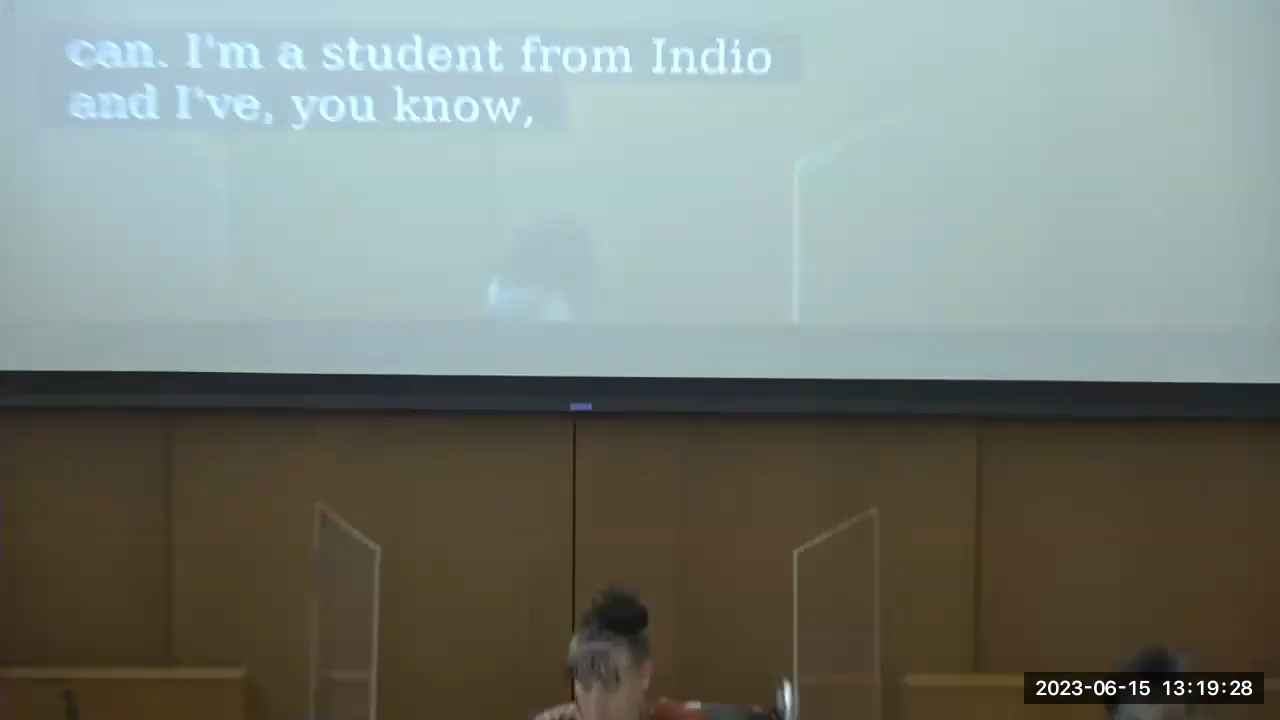 can. I'm a student from Indio
and I've, you know,
2023-06-15 13:19:28